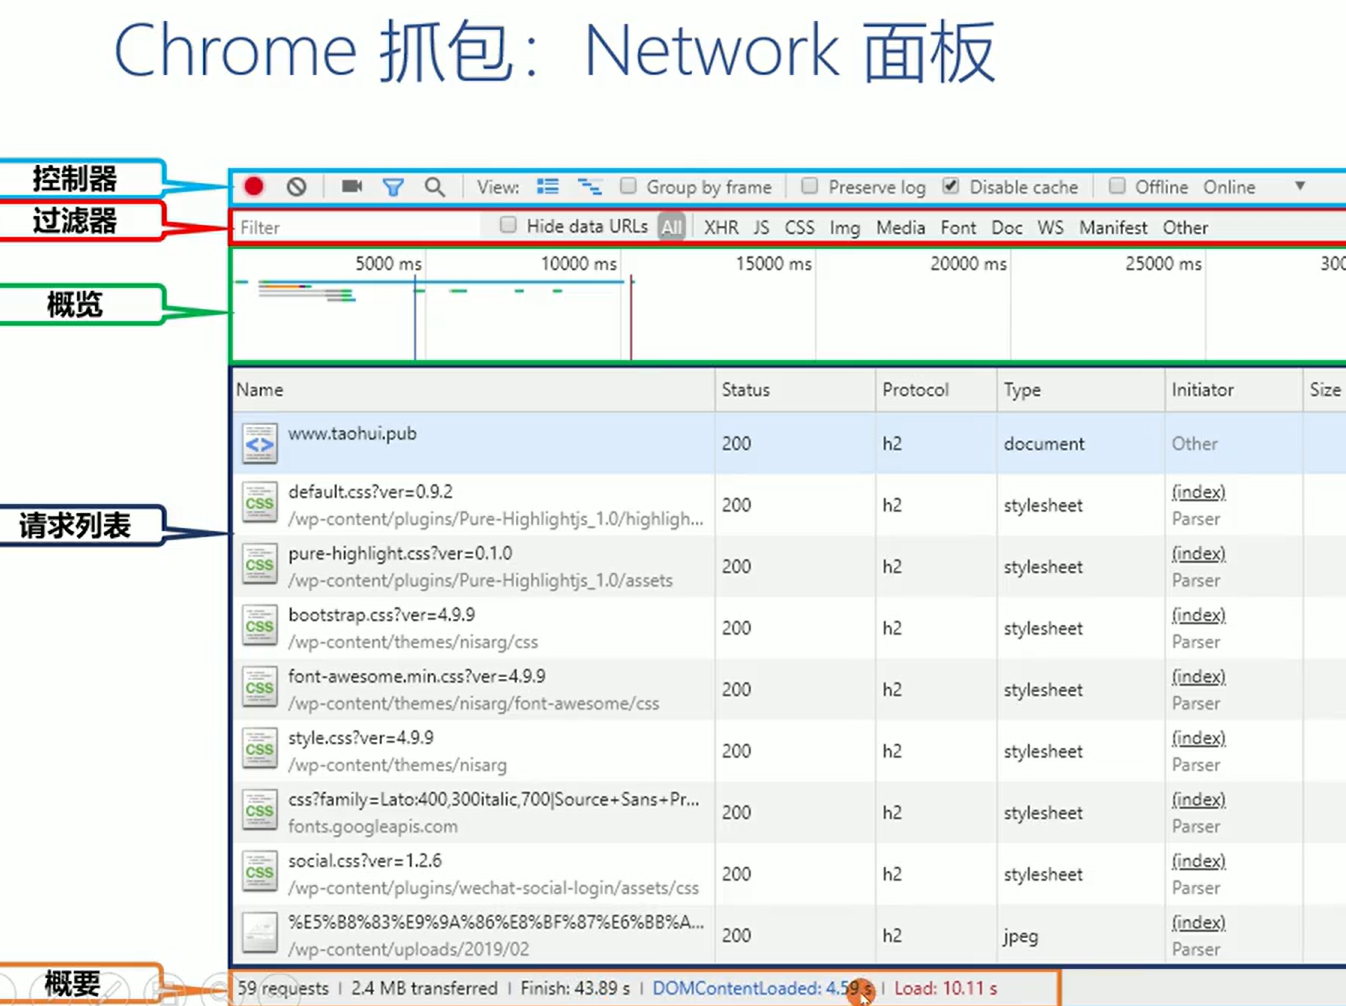 Chrome 抓包：Network 面板
控制器
View: Group by frame Preserve log Disable cache Offline Online
过滤器
Filter Hide data URLs All XHR JS CSS Img Media Font Doc WS Manifest Other
概览
5000 ms 10000 ms 15000 ms 20000 ms 25000 ms 300
请求列表
Name Status Protocol Type Initiator Size
www.taohui.pub 200 h2 document Other
default.css?ver=0.9.2 200 h2 stylesheet (index)
/wp-content/plugins/Pure-Highlightjs_1.0/highligh... Parser
pure-highlight.css?ver=0.1.0 200 h2 stylesheet (index)
/wp-content/plugins/Pure-Highlightjs_1.0/assets Parser
bootstrap.css?ver=4.9.9 200 h2 stylesheet (index)
/wp-content/themes/nisarg/css Parser
font-awesome.min.css?ver=4.9.9 200 h2 stylesheet (index)
/wp-content/themes/nisarg/font-awesome/css Parser
style.css?ver=4.9.9 200 h2 stylesheet (index)
/wp-content/themes/nisarg Parser
css?family=Lato:400,300italic,700|Source+Sans+Pr... 200 h2 stylesheet (index)
fonts.googleapis.com Parser
social.css?ver=1.2.6 200 h2 stylesheet (index)
/wp-content/plugins/wechat-social-login/assets/css Parser
%E5%B8%83%E9%9A%86%E8%BF%87%E6%BB%A... 200 h2 jpeg (index)
/wp-content/uploads/2019/02 Parser
概要
59 requests | 2.4 MB transferred | Finish: 43.89 s | DOMContentLoaded: 4.59 s | Load: 10.11 s